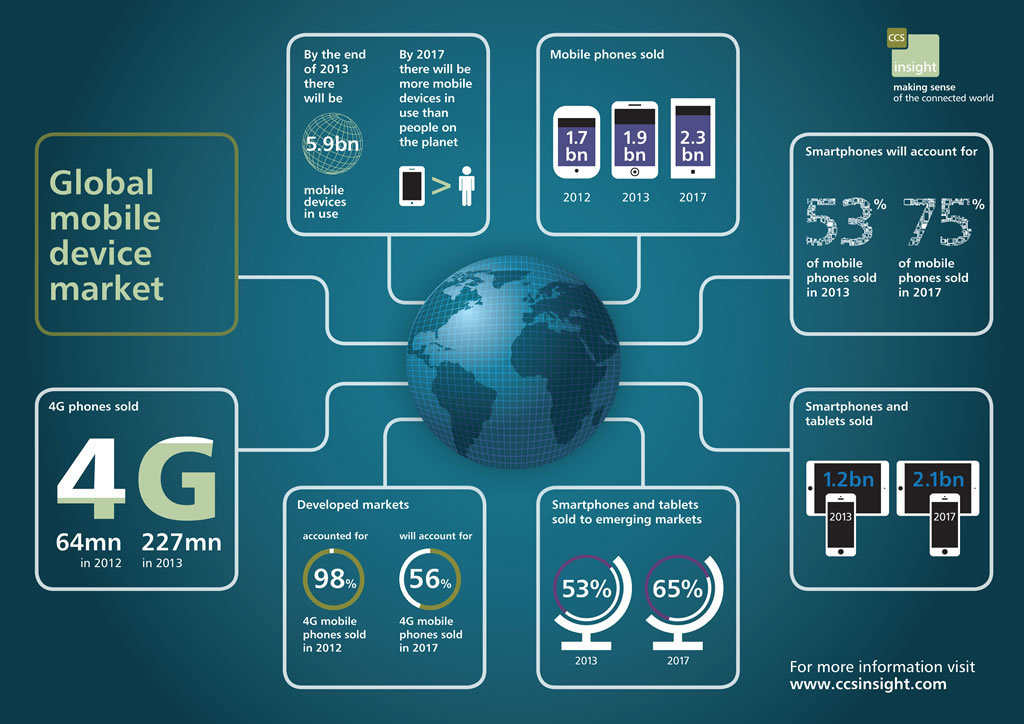 Global
mobile
device
market
By the end
of 2013
there
will be
5.9bn
mobile
devices
in use
By 2017
there will be
more mobile
devices in
use than
people on
the planet
>
Mobile phones sold
1.7
bn
2012
1.9
bn
2013
2.3
bn
2017
CCS
insight
making sense
of the connected world
Smartphones will account for
53%
of mobile
phones sold
in 2013
75%
of mobile
phones sold
in 2017
4G phones sold
4G
64mn
in 2012
227mn
in 2013
Developed markets
accounted for
98%
4G mobile
phones sold
in 2012
will account for
56%
4G mobile
phones sold
in 2017
Smartphones and tablets
sold to emerging markets
53%
2013
65%
2017
Smartphones and
tablets sold
1.2bn
2013
2.1bn
2017
For more information visit
www.ccsinsight.com